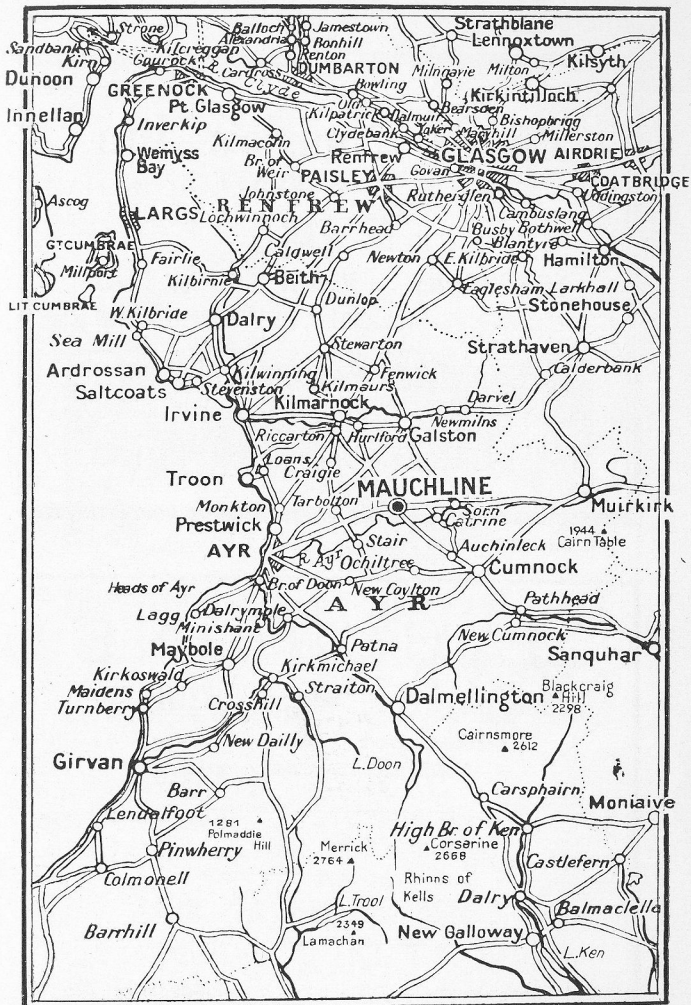 Strone
Balloch
Jamestown
Strathblane
Sandbank
Kilcreggan
Alexandria
Bonhill
Lennoxtown
Kirn
Gourock
Renton
Milton
Kilsyth
Dunoon
R. Clyde
Cardross
DUMBARTON
Milngavie
GREENOCK
Bowling
Kirkintilloch
Pt. Glasgow
Old Kilpatrick
Dalmuir
Bearsden
Innellan
Inverkip
Clydebank
Yoker
Maryhill
Bishopbrigg
Kilmacolm
Millerston
Wemyss Bay
Br. of Weir
Renfrew
GLASGOW
AIRDRIE
PAISLEY
Govan
COATBRIDGE
Ascog
Johnstone
Rutherglen
Uddingston
LARGS
RENFREW
Cambuslang
Lochwinnoch
Barrhead
Busby
Bothwell
GT. CUMBRAE
Blantyre
Fairlie
Caldwell
Newton
E. Kilbride
Hamilton
Millport
Kilbirnie
Beith
Eaglesham
Larkhall
LIT CUMBRAE
Dunlop
Stonehouse
W. Kilbride
Dalry
Sea Mill
Stewarton
Strathaven
Ardrossan
Kilwinning
Fenwick
Calderbank
Saltcoats
Stevenston
Kilmaurs
Irvine
Kilmarnock
Darvel
Newmilns
Riccarton
Hurlford
Galston
Loans
Troon
Craigie
MAUCHLINE
Monkton
Tarbolton
Sorn
Muirkirk
Prestwick
Catrine
1944
Cairn Table
AYR
Stair
Auchinleck
R. Ayr
Ochiltree
Cumnock
Heads of Ayr
Br. of Doon
New Coylton
Lagg
Dalrymple
AYR
Pathhead
Minishant
New Cumnock
Maybole
Patna
Sanquhar
Kirkoswald
Kirkmichael
Maidens
Straiton
Blackcraig Hill
2298
Turnberry
Crosshill
Dalmellington
New Dailly
Cairnsmore
2612
Girvan
L. Doon
Barr
Carsphairn
Moniaive
Lendalfoot
1281
Polmaddie Hill
High Br. of Ken
Pinwherry
Merrick
2764
Corserine
2668
Castlefern
Colmonell
Rhinns of Kells
L. Trool
Dalry
Balmaclella
Barrhill
2349
Lamachan
New Galloway
L. Ken